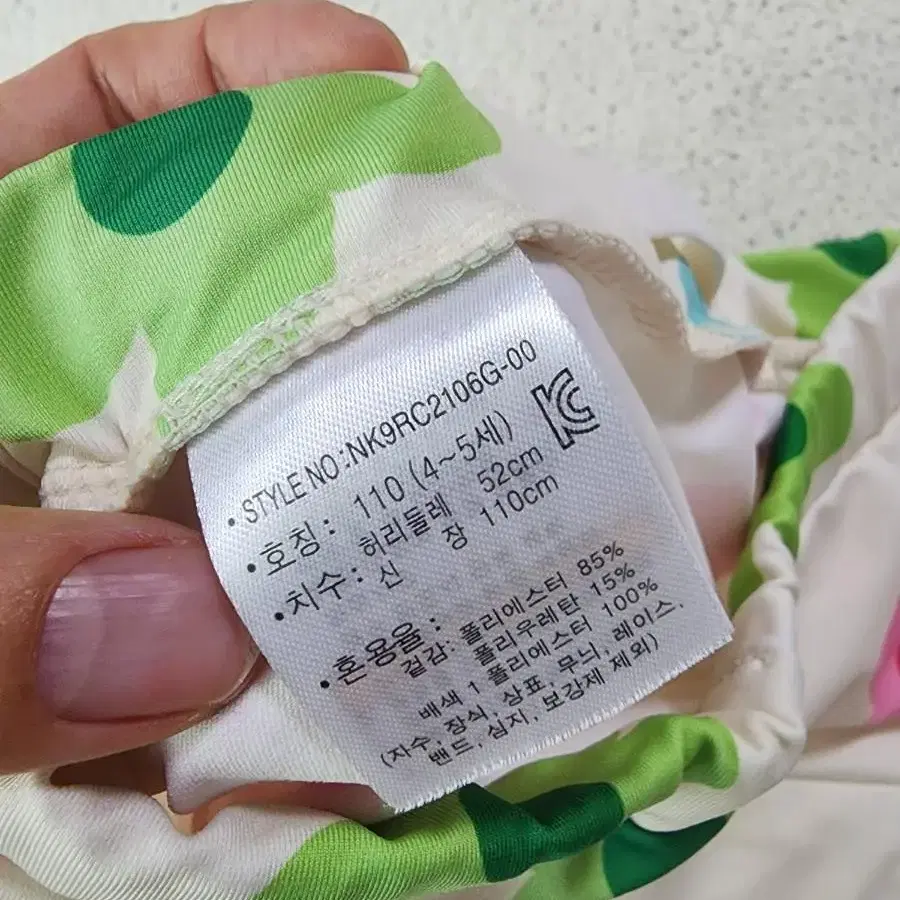 • STYLE NO : NK9RC2106G-00
• 호칭 : 110 (4~5세)
• 치수 : 허리둘레 52cm
신 장 110cm
KC
• 혼용율 :
겉감 : 폴리에스터 85%
폴리우레탄 15%
배색 1 폴리에스터 100%
(자수, 장식, 상표, 무늬, 레이스,
밴드, 심지, 보강제 제외)